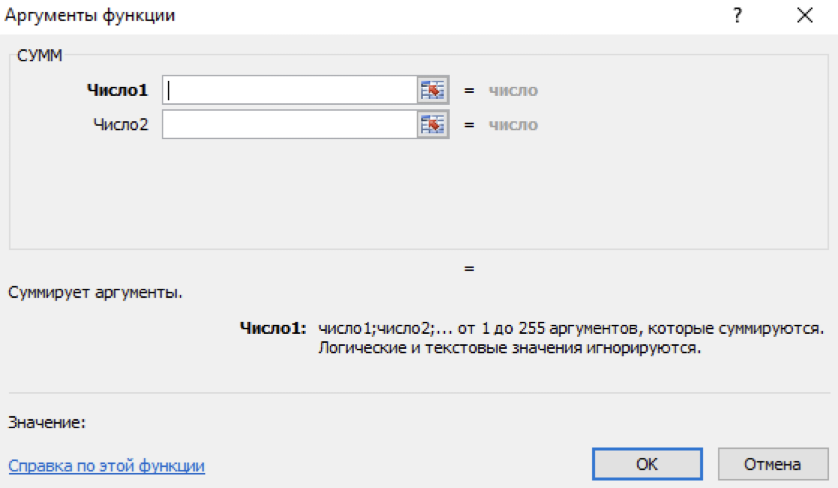 Аргументы функции ? ×
СУММ
Число1 = число
Число2 = число
=
Суммирует аргументы.
Число1: число1;число2;... от 1 до 255 аргументов, которые суммируются.
Логические и текстовые значения игнорируются.
Значение:
Справка по этой функции
ОК Отмена